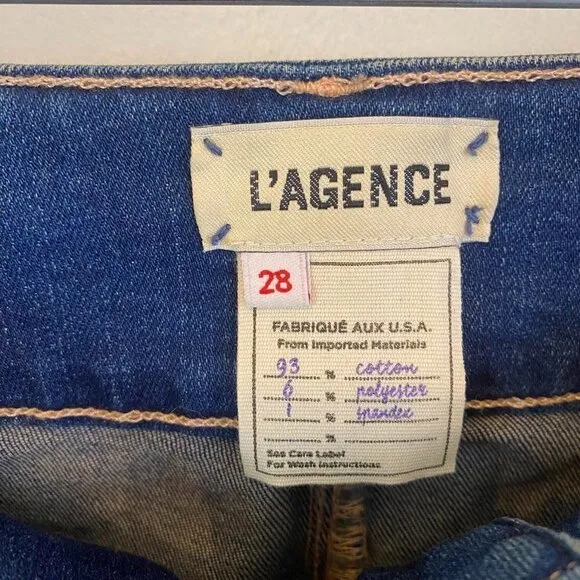 L'AGENCE
28
FABRIQUÉ AUX U.S.A.
From Imported Materials
93 % cotton
6 % polyester
1 % spandex
%
See Care Label
For Wash Instructions